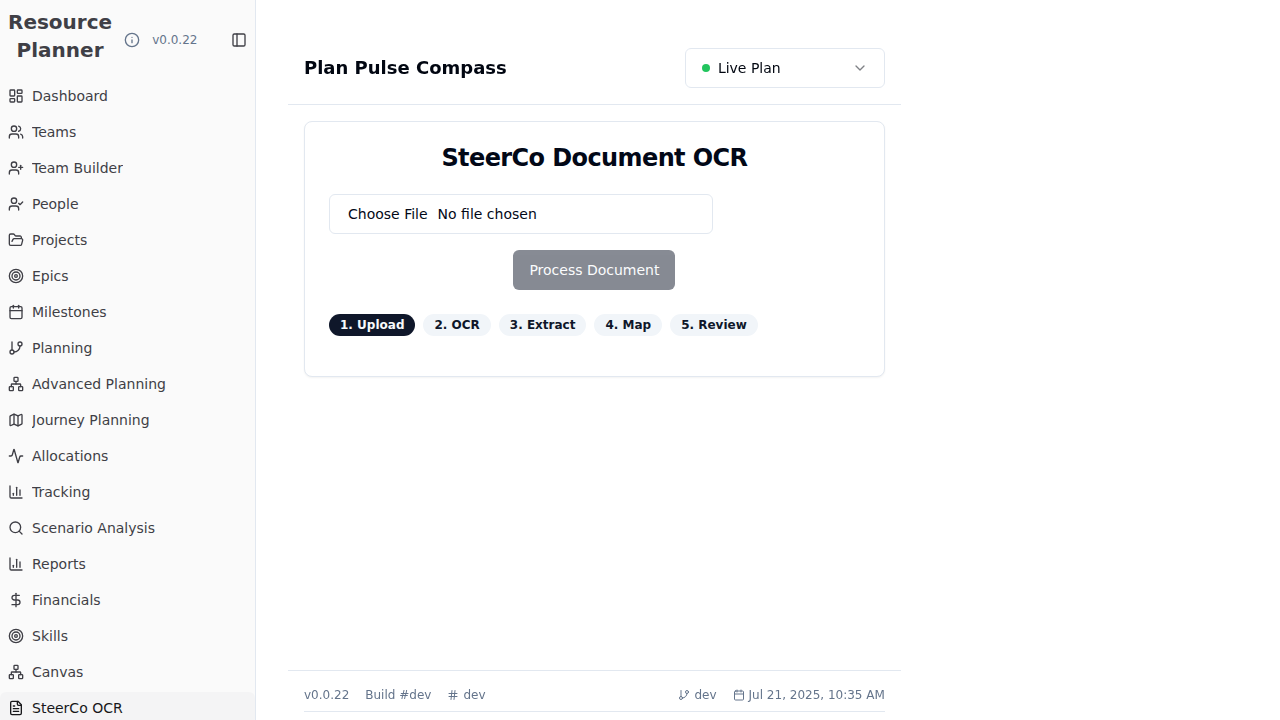 Resource
Planner
v0.0.22
Dashboard
Teams
Team Builder
People
Projects
Epics
Milestones
Planning
Advanced Planning
Journey Planning
Allocations
Tracking
Scenario Analysis
Reports
Financials
Skills
Canvas
SteerCo OCR
Plan Pulse Compass
Live Plan
SteerCo Document OCR
Choose File No file chosen
Process Document
1. Upload 2. OCR 3. Extract 4. Map 5. Review
v0.0.22 Build #dev # dev dev Jul 21, 2025, 10:35 AM